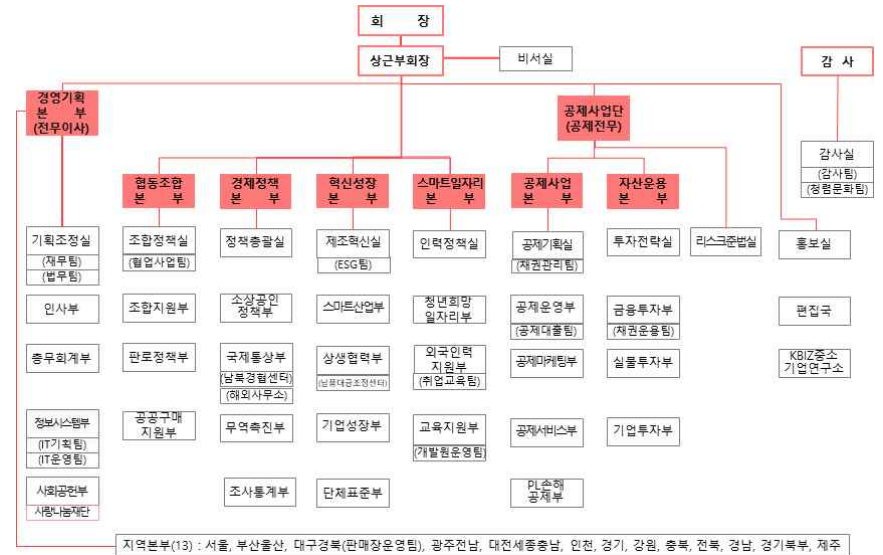 회 장
상근부회장
비서실
감 사
경영기획
본 부
(전무이사)
공제사업단
(공제전무)
감사실
(감사팀)
(청렴문화팀)
협동조합
본 부
경제정책
본 부
혁신성장
본 부
스마트일자리
본 부
공제사업
본 부
자산운용
본 부
기획조정실
(재무팀)
(법무팀)
조합정책실
(협업사업팀)
정책총괄실
제조혁신실
(ESG팀)
인력정책실
공제기획실
(채권관리팀)
투자전략실
리스크준법실
홍보실
인사부
조합지원부
소상공인
정책부
스마트산업부
청년희망
일자리부
공제운영부
(공제대출팀)
금융투자부
(채권운용팀)
편집국
총무회계부
판로정책부
국제통상부
(남북경협센터)
(해외사무소)
상생협력부
(납품대금조정센터)
외국인력
지원부
(취업교육팀)
공제마케팅부
실물투자부
KBIZ중소
기업연구소
정보시스템부
(IT기획팀)
(IT운영팀)
공공구매
지원부
무역촉진부
기업성장부
교육지원부
(개발원운영팀)
공제서비스부
기업투자부
사회공헌부
사랑나눔재단
조사통계부
단체표준부
PL손해
공제부
지역본부(13) : 서울, 부산울산, 대구경북(판매장운영팀), 광주전남, 대전세종충남, 인천, 경기, 강원, 충북, 전북, 경남, 경기북부, 제주